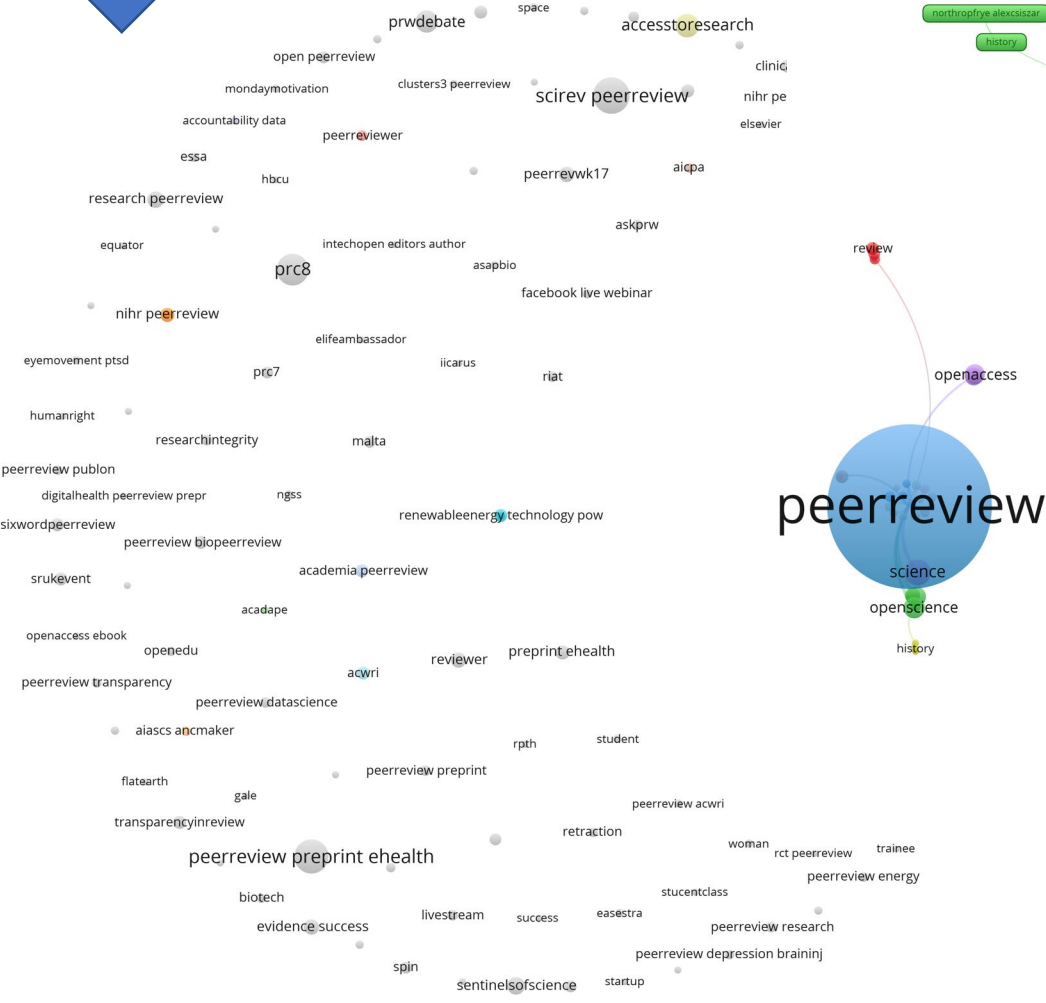 space
northropfrye alexcsiszar
prwdebate
accesstoresearch
history
open peerreview
clinic
clusters3 peerreview
mondaymotivation
scirev peerreview
nihr pe
accountability data
elsevier
peerreviewer
essa
aicpa
hbcu
peerrevwk17
research peerreview
askprw
equator
intechopen editors author
review
asapbio
prc8
facebook live webinar
nihr peerreview
elifeambassador
eyemovement ptsd
iicarus
prc7
riat
openaccess
humanright
researchintegrity
malta
peerreview publon
digitalhealth peerreview prepr
ngss
peerreview
renewableenergy technology pow
sixwordpeerreview
peerreview biopeerreview
academia peerreview
science
srukevent
acadape
openscience
openaccess ebook
openedu
preprint ehealth
history
reviewer
acwri
peerreview transparency
peerreview datascience
aiascs ancmaker
student
rpth
peerreview preprint
flatearth
gale
peerreview acwri
transparencyinreview
retraction
woman
trainee
rct peerreview
peerreview preprint ehealth
peerreview energy
stucentclass
biotech
livestream
success
easestra
evidence success
peerreview research
peerreview depression braininj
spin
startup
sentinelsofscience